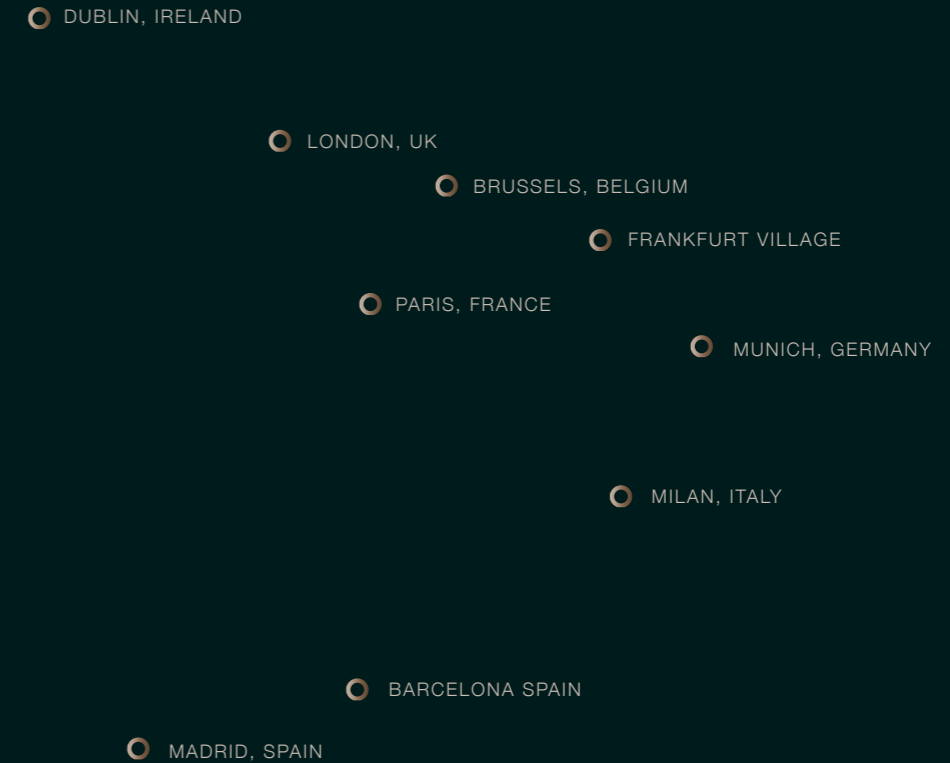 DUBLIN, IRELAND
LONDON, UK
BRUSSELS, BELGIUM
FRANKFURT VILLAGE
PARIS, FRANCE
MUNICH, GERMANY
MILAN, ITALY
BARCELONA SPAIN
MADRID, SPAIN